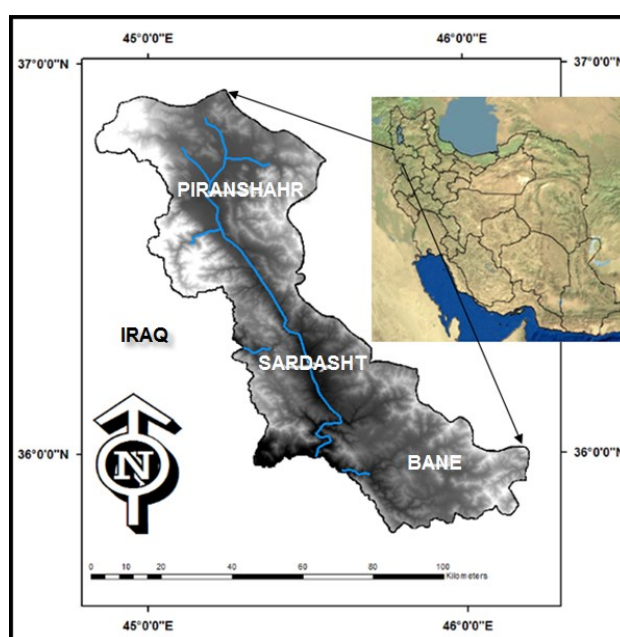 45°0'0"E 46°0'0"E
37°0'0"N 37°0'0"N
PIRANSHAHR
IRAQ
SARDASHT
36°0'0"N 36°0'0"N
BANE
N
0 10 20 40 60 80 100
Kilometers
45°0'0"E 46°0'0"E